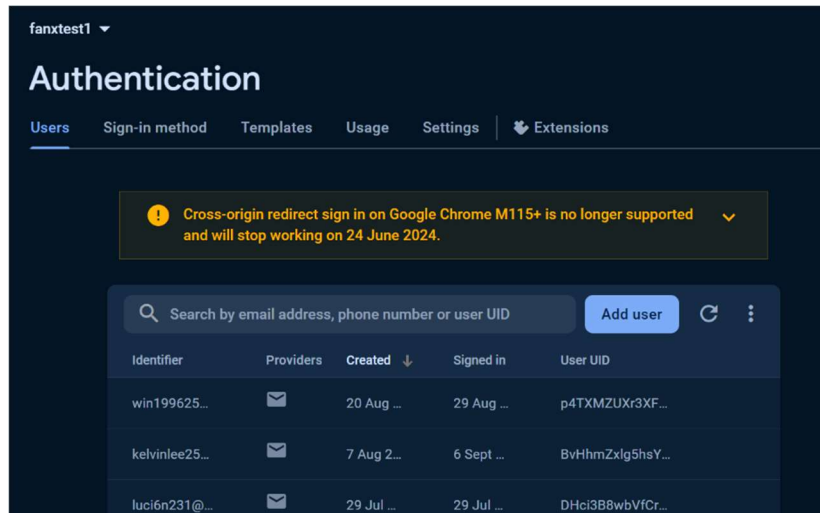 fanxtest1
Authentication
Users Sign-in method Templates Usage Settings Extensions
Cross-origin redirect sign in on Google Chrome M115+ is no longer supported
and will stop working on 24 June 2024.
Search by email address, phone number or user UID Add user
Identifier Providers Created Signed in User UID
win199625... 20 Aug ... 29 Aug ... p4TXMZUXr3XF...
kelvinlee25... 7 Aug 2... 6 Sept ... BvHhmZxlg5hsY...
luci6n231@... 29 Jul ... 29 Jul ... DHci3B8wbVfCr...